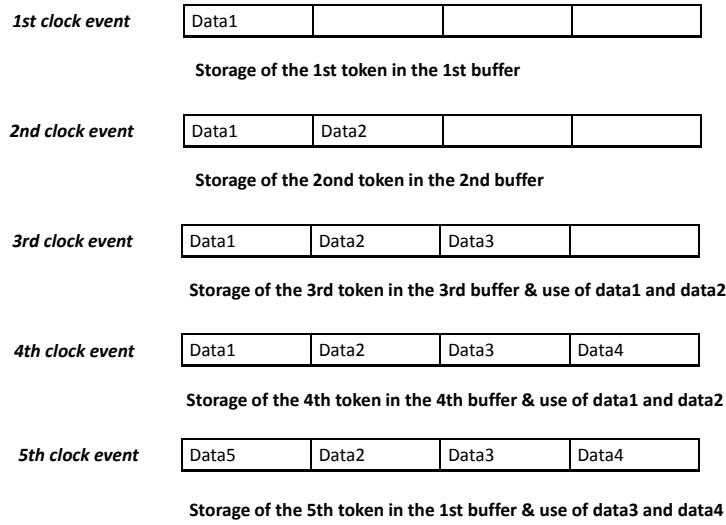 1st clock event Data1
Storage of the 1st token in the 1st buffer
2nd clock event Data1 Data2
Storage of the 2ond token in the 2nd buffer
3rd clock event Data1 Data2 Data3
Storage of the 3rd token in the 3rd buffer & use of data1 and data2
4th clock event Data1 Data2 Data3 Data4
Storage of the 4th token in the 4th buffer & use of data1 and data2
5th clock event Data5 Data2 Data3 Data4
Storage of the 5th token in the 1st buffer & use of data3 and data4